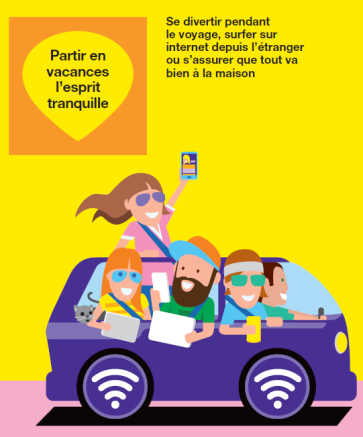 Partir en
vacances
l'esprit
tranquille
Se divertir pendant
le voyage, surfer sur
internet depuis l'étranger
ou s'assurer que tout va
bien à la maison